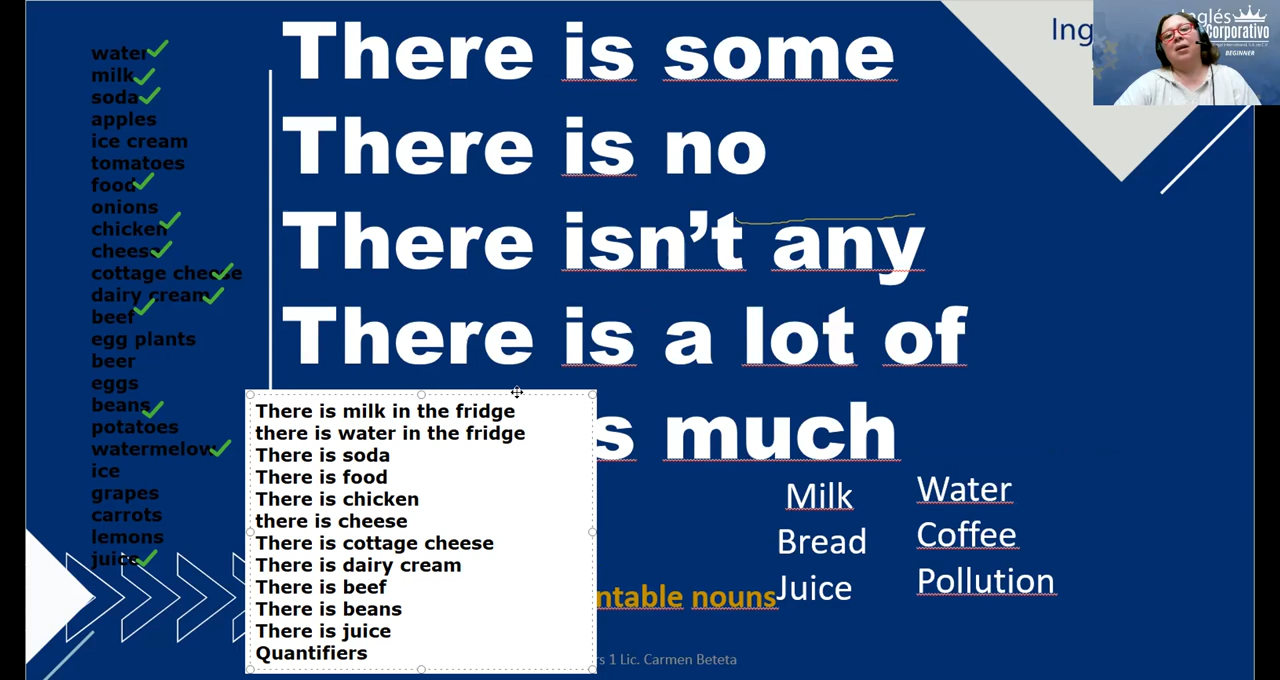 water
milk
soda
apples
ice cream
tomatoes
food
onions
chicken
cheese
cottage cheese
dairy cream
beef
egg plants
beer
eggs
beans
potatoes
watermelow
ice
grapes
carrots
lemons
juice
There is some
There is no
There isn't any
There is a lot of
s much
There is milk in the fridge
there is water in the fridge
There is soda
There is food
There is chicken
there is cheese
There is cottage cheese
There is dairy cream
There is beef
There is beans
There is juice
Quantifiers
Milk
Bread
Juice
Water
Coffee
Pollution
ntable nouns
s 1 Lic. Carmen Beteta
Ing
Inglés
Corporativo
BEGINNER